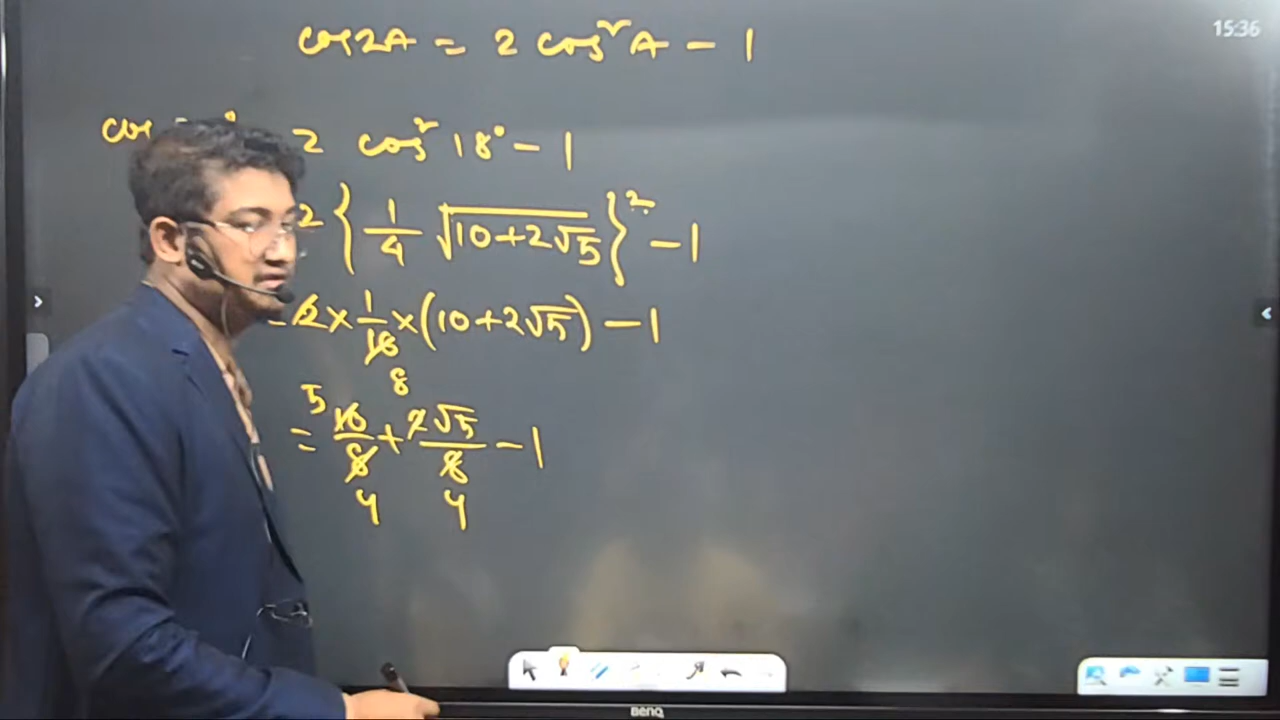 15:36
cos2A = 2 cos²A - 1
cos 2 cos² 18° - 1
2 { 1/4 √(10+2√5) }² - 1
= 2 × 1/16 × (10+2√5) - 1
8
5
= 10/8 + 2√5/8 - 1
4 4
BenQ